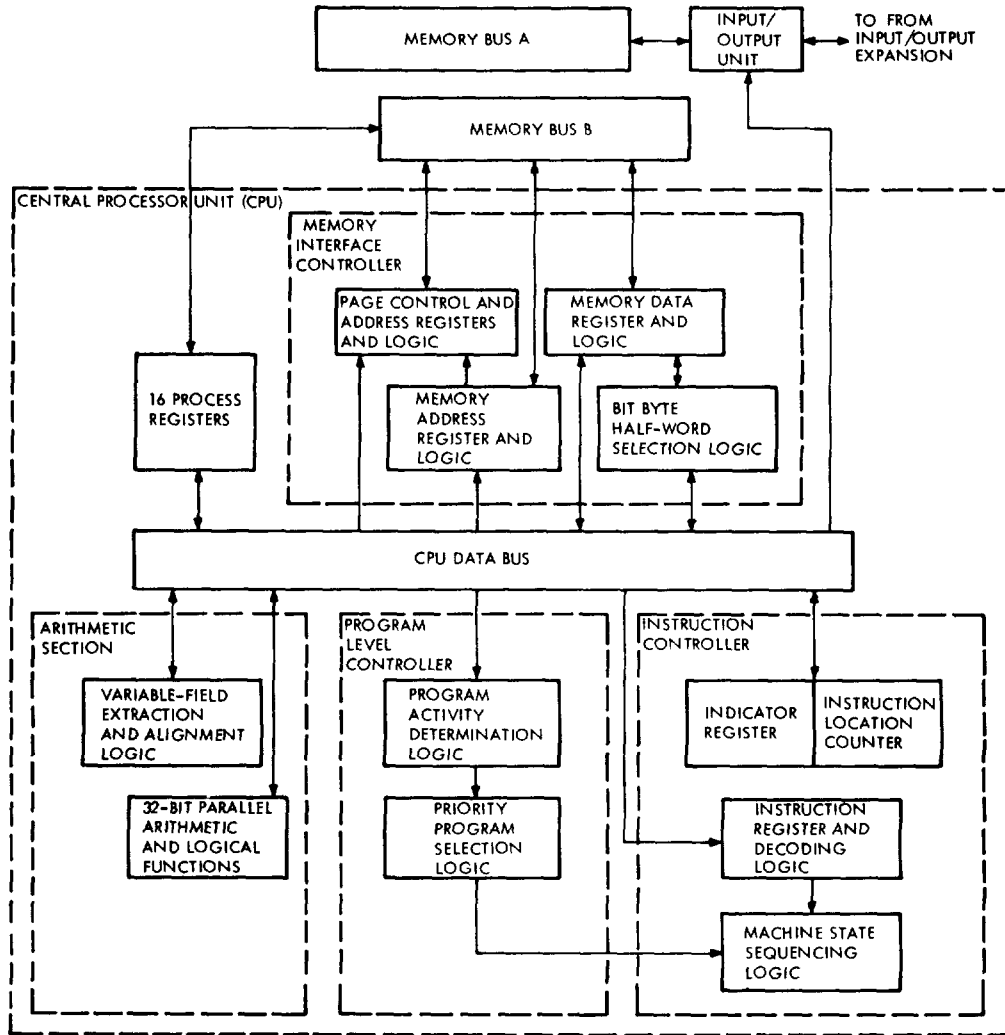 MEMORY BUS A
INPUT/
OUTPUT
UNIT
TO FROM
INPUT/OUTPUT
EXPANSION
MEMORY BUS B
CENTRAL PROCESSOR UNIT (CPU)
MEMORY
INTERFACE
CONTROLLER
PAGE CONTROL AND
ADDRESS REGISTERS
AND LOGIC
MEMORY DATA
REGISTER AND
LOGIC
16 PROCESS
REGISTERS
MEMORY
ADDRESS
REGISTER AND
LOGIC
BIT BYTE
HALF-WORD
SELECTION LOGIC
CPU DATA BUS
ARITHMETIC
SECTION
VARIABLE-FIELD
EXTRACTION
AND ALIGNMENT
LOGIC
32-BIT PARALLEL
ARITHMETIC
AND LOGICAL
FUNCTIONS
PROGRAM
LEVEL
CONTROLLER
PROGRAM
ACTIVITY
DETERMINATION
LOGIC
PRIORITY
PROGRAM
SELECTION
LOGIC
INSTRUCTION
CONTROLLER
INDICATOR
REGISTER
INSTRUCTION
LOCATION
COUNTER
INSTRUCTION
REGISTER AND
DECODING
LOGIC
MACHINE STATE
SEQUENCING
LOGIC